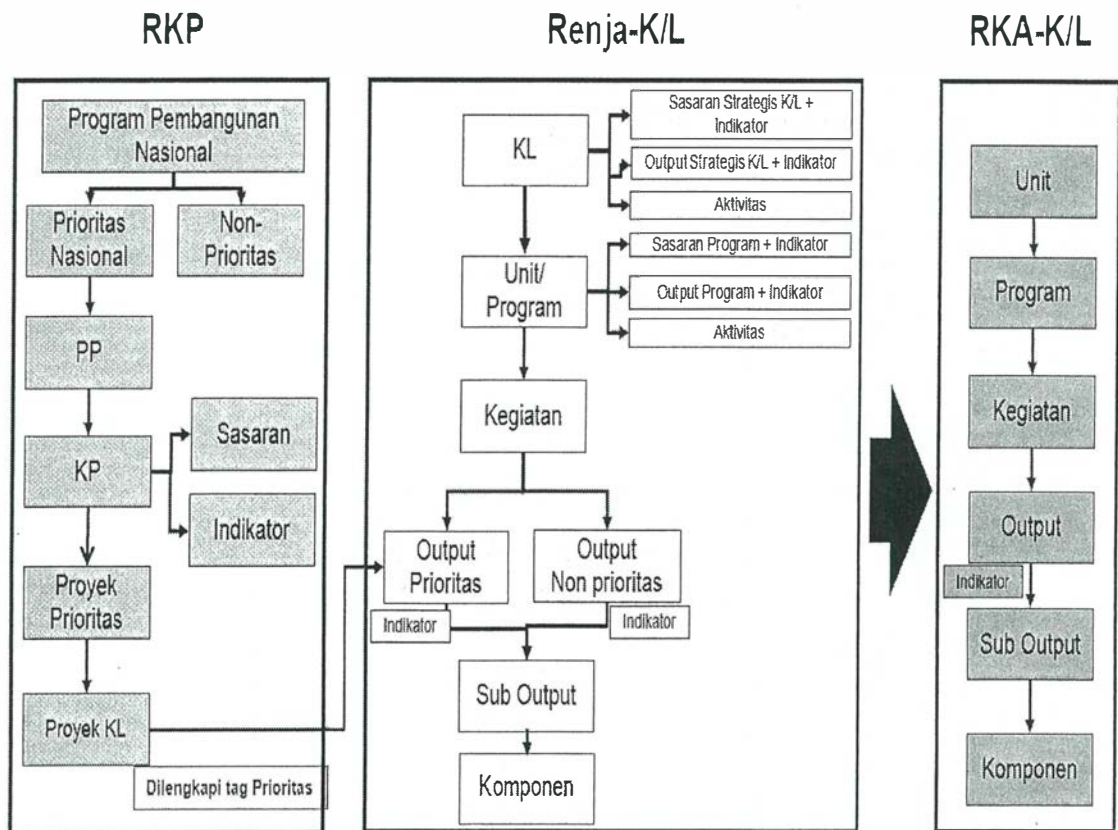 RKP
Program Pembangunan
Nasional
Prioritas
Nasional
Non-
Prioritas
PP
KP
Sasaran
Indikator
Proyek
Prioritas
Proyek KL
Dilengkapi tag Prioritas
Renja-K/L
KL
Sasaran Strategis K/L +
Indikator
Output Strategis K/L + Indikator
Aktivitas
Unit/
Program
Sasaran Program + Indikator
Output Program + Indikator
Aktivitas
Kegiatan
Output
Prioritas
Indikator
Output
Non prioritas
Indikator
Sub Output
Komponen
RKA-K/L
Unit
Program
Kegiatan
Output
Indikator
Sub Output
Komponen